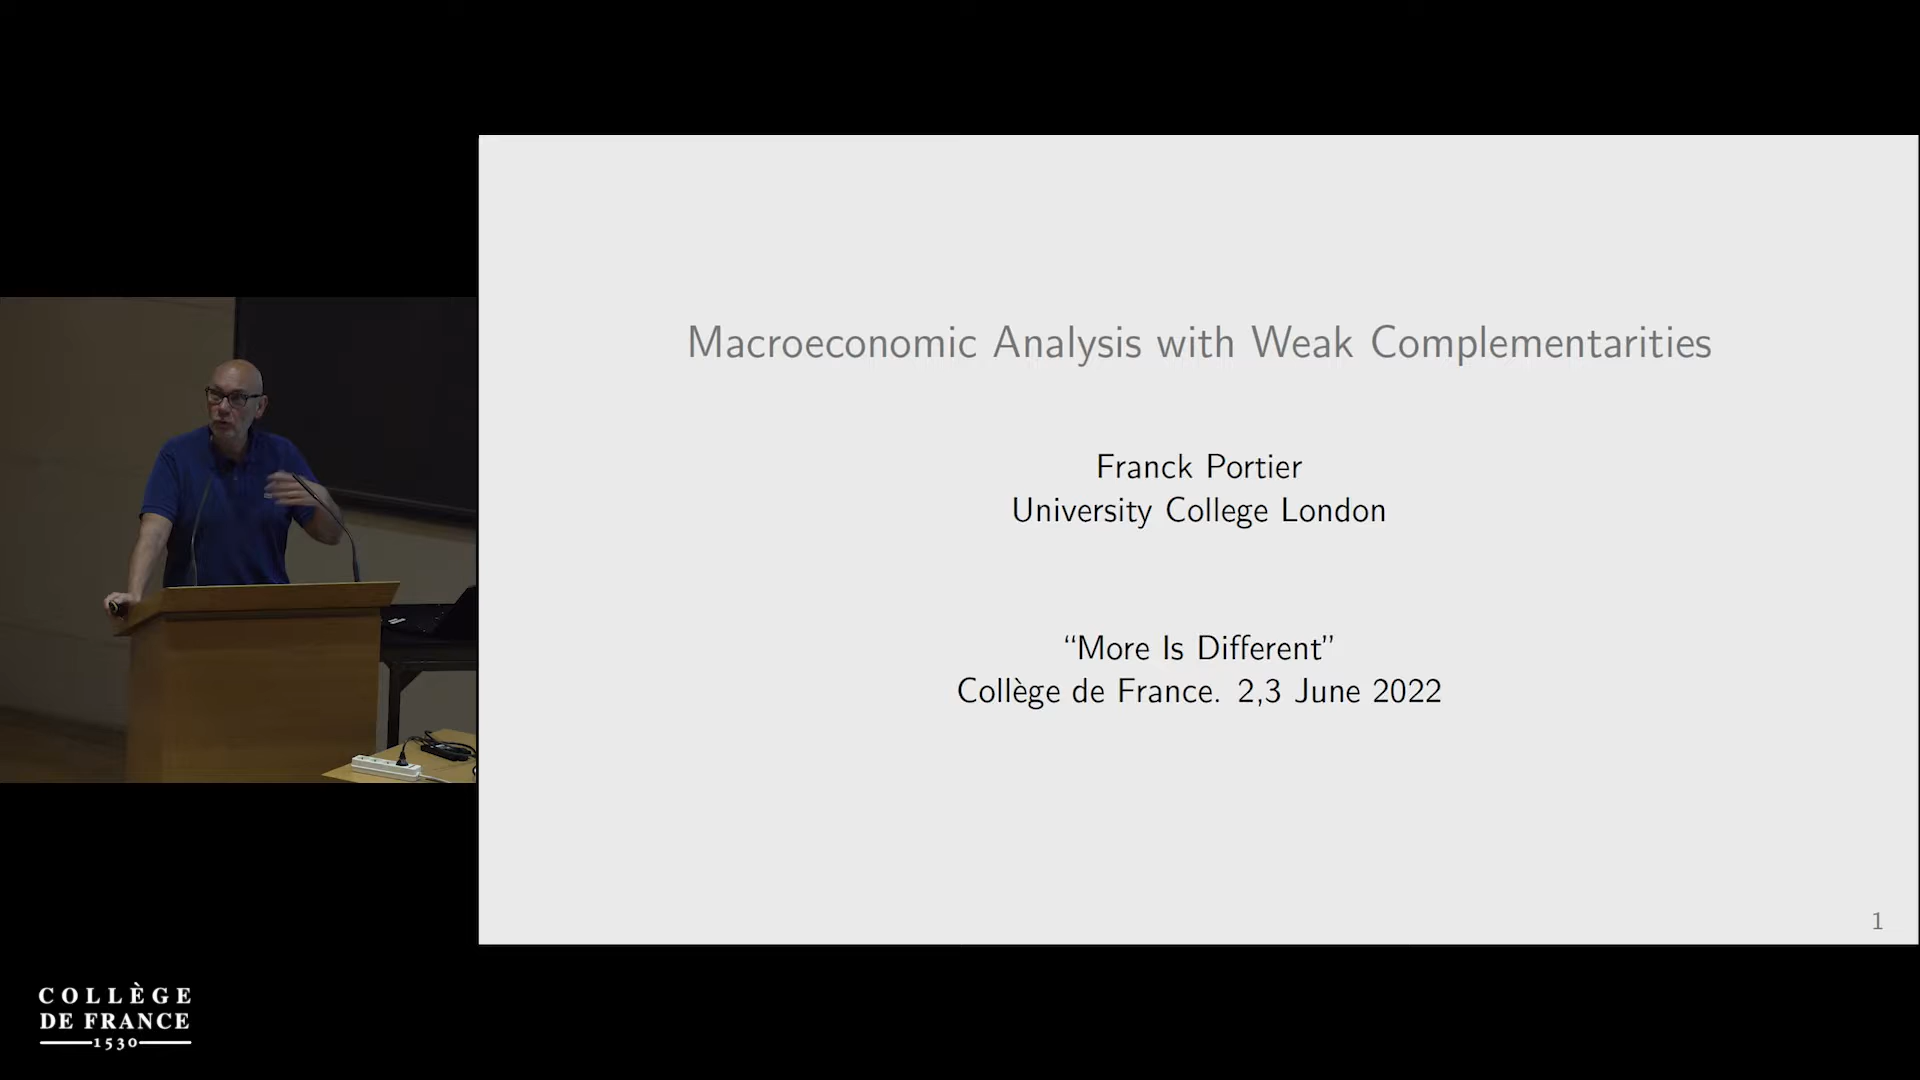 Macroeconomic Analysis with Weak Complementarities
Franck Portier
University College London
“More Is Different”
Collège de France. 2,3 June 2022
1
COLLÈGE
DE FRANCE
1530